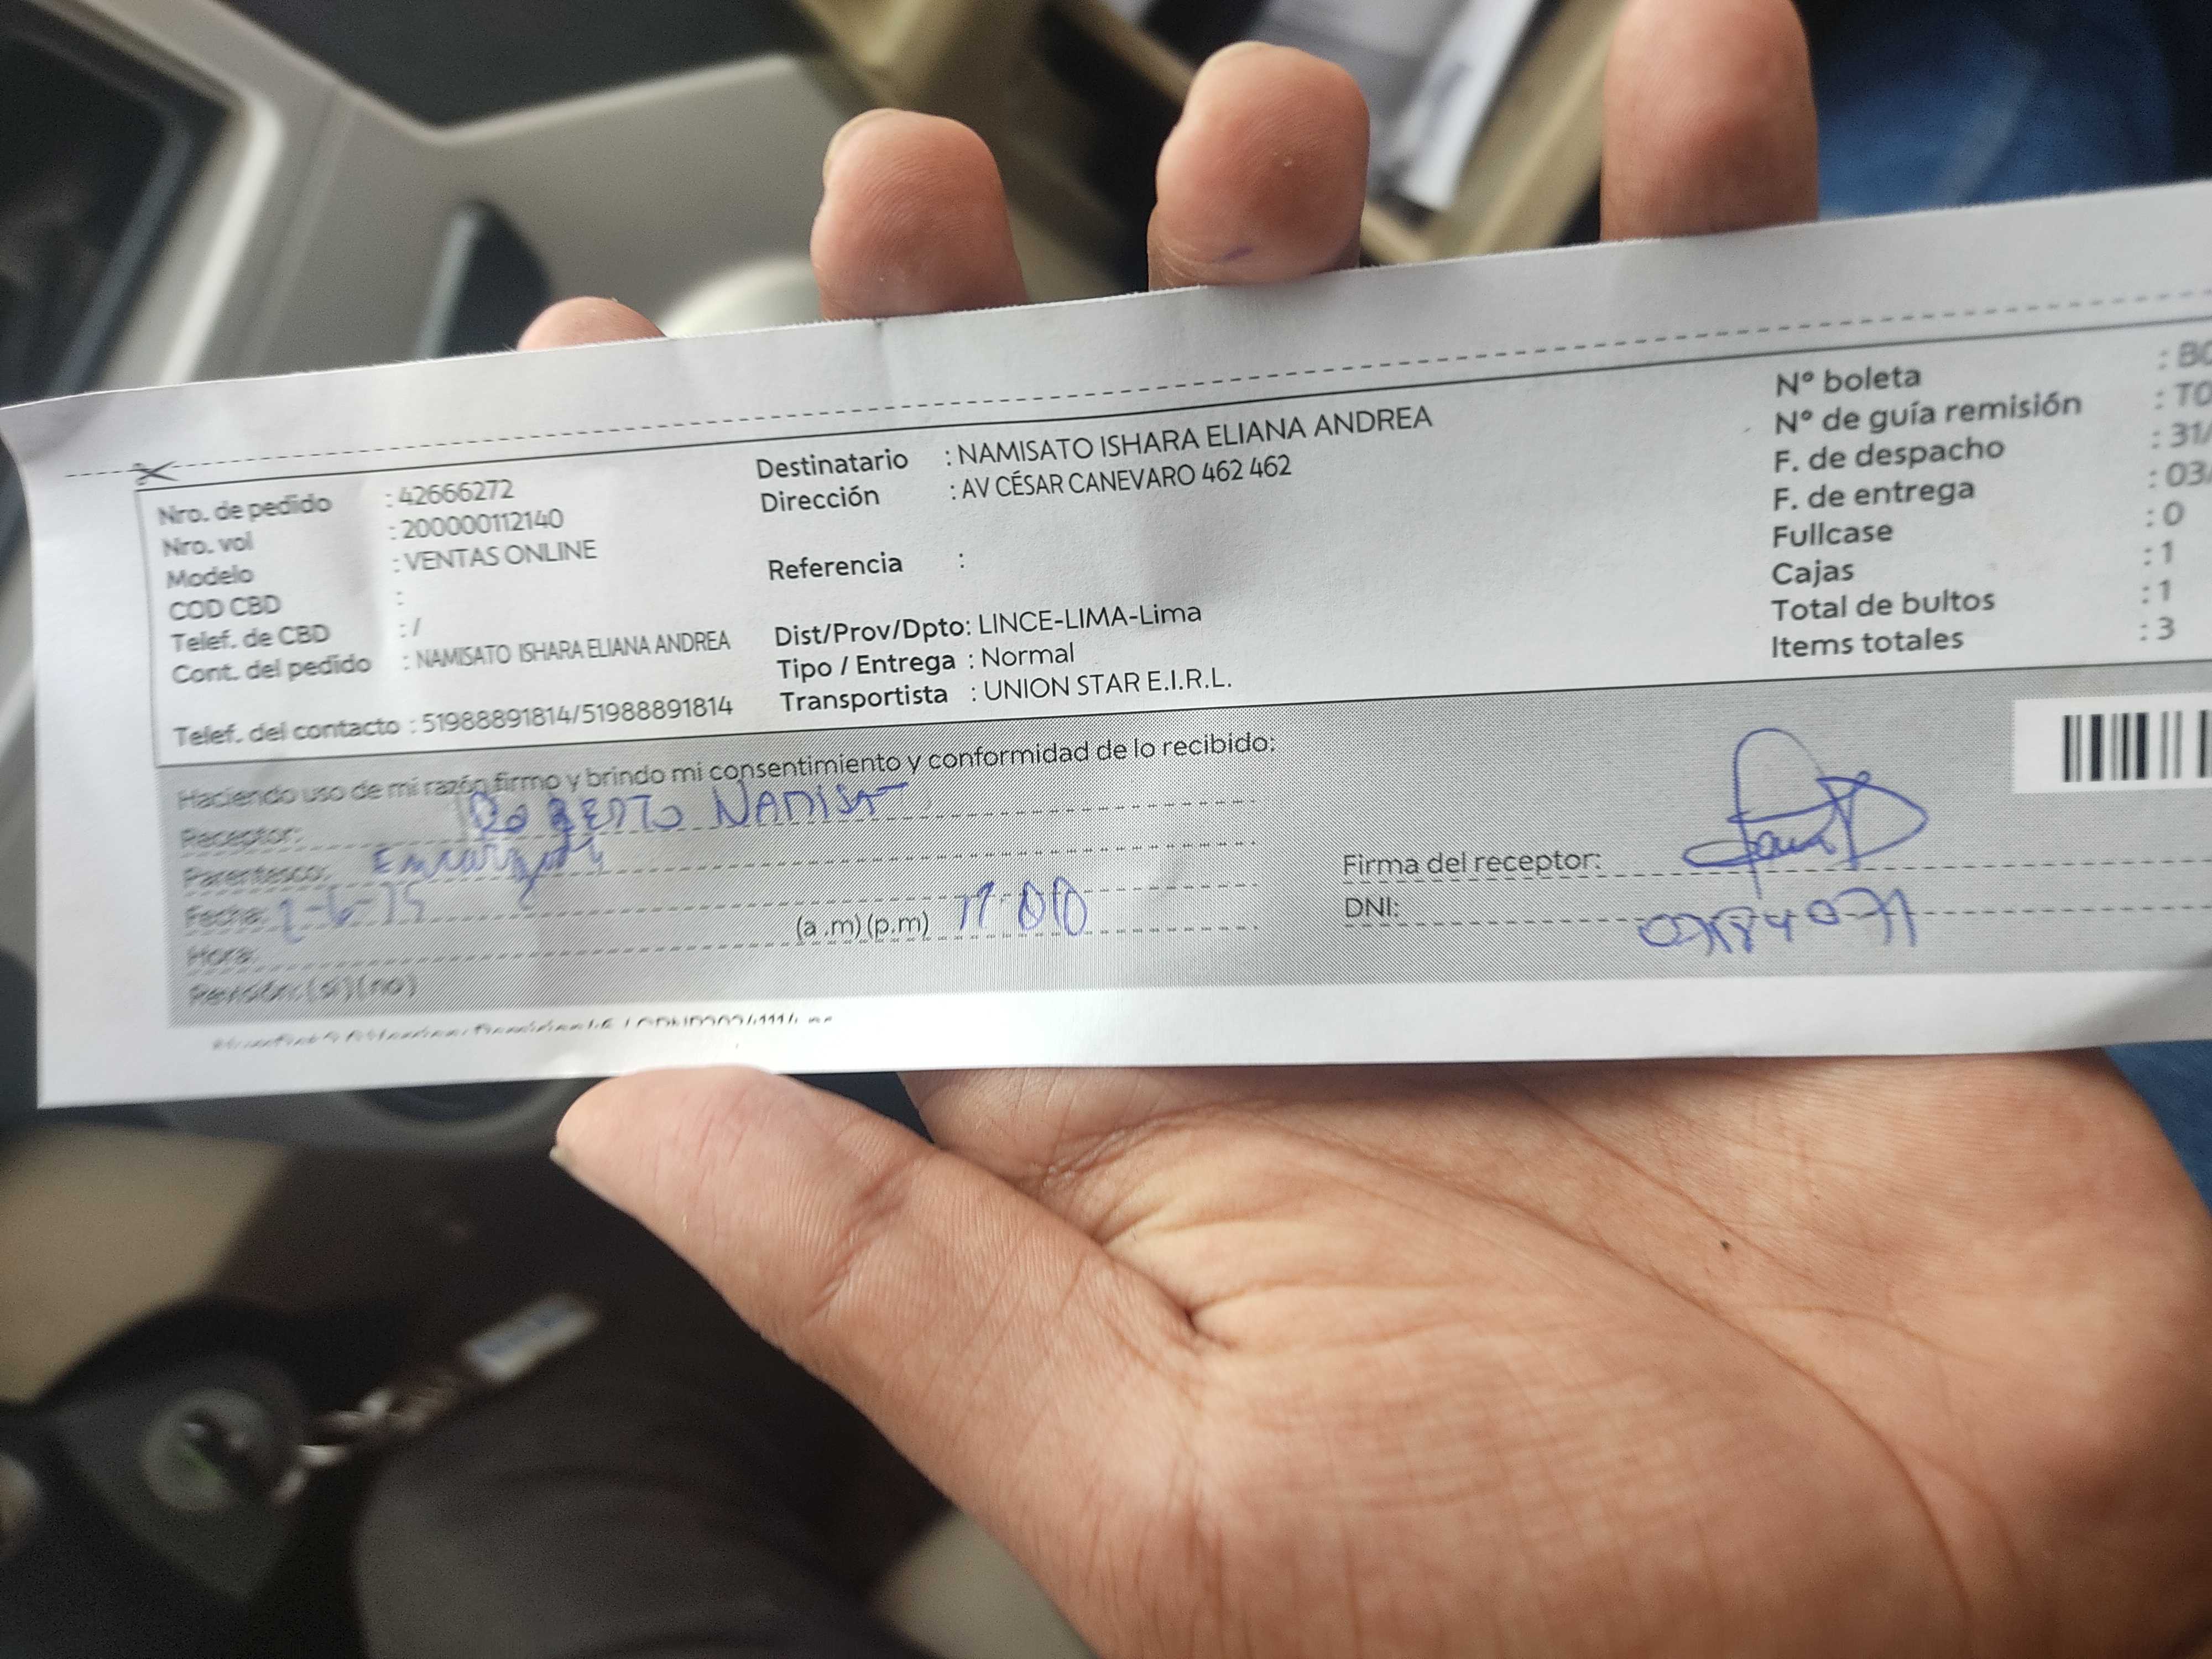 Nro. de pedido : 42666272
Nro. vol : 200000112140
Modelo : VENTAS ONLINE
COD CBD :
Telef. de CBD : /
Cont. del pedido : NAMISATO ISHARA ELIANA ANDREA
Telef. del contacto : 51988891814/51988891814
Destinatario : NAMISATO ISHARA ELIANA ANDREA
Dirección : AV CÉSAR CANEVARO 462 462
Referencia :
Dist/Prov/Dpto: LINCE-LIMA-Lima
Tipo / Entrega : Normal
Transportista : UNION STAR E.I.R.L.
N° boleta :
N° de guía remisión : T0
F. de despacho : 31/
F. de entrega : 03
Fullcase : 0
Cajas : 1
Total de bultos : 1
Items totales : 3
Haciendo uso de mi razón firmo y brindo mi consentimiento y conformidad de lo recibido:
Receptor: ROBERTO
Parentesco:
Fecha:
Hora: (a .m)(p.m)
Revisión: (si)(no)
Firma del receptor:
DNI: